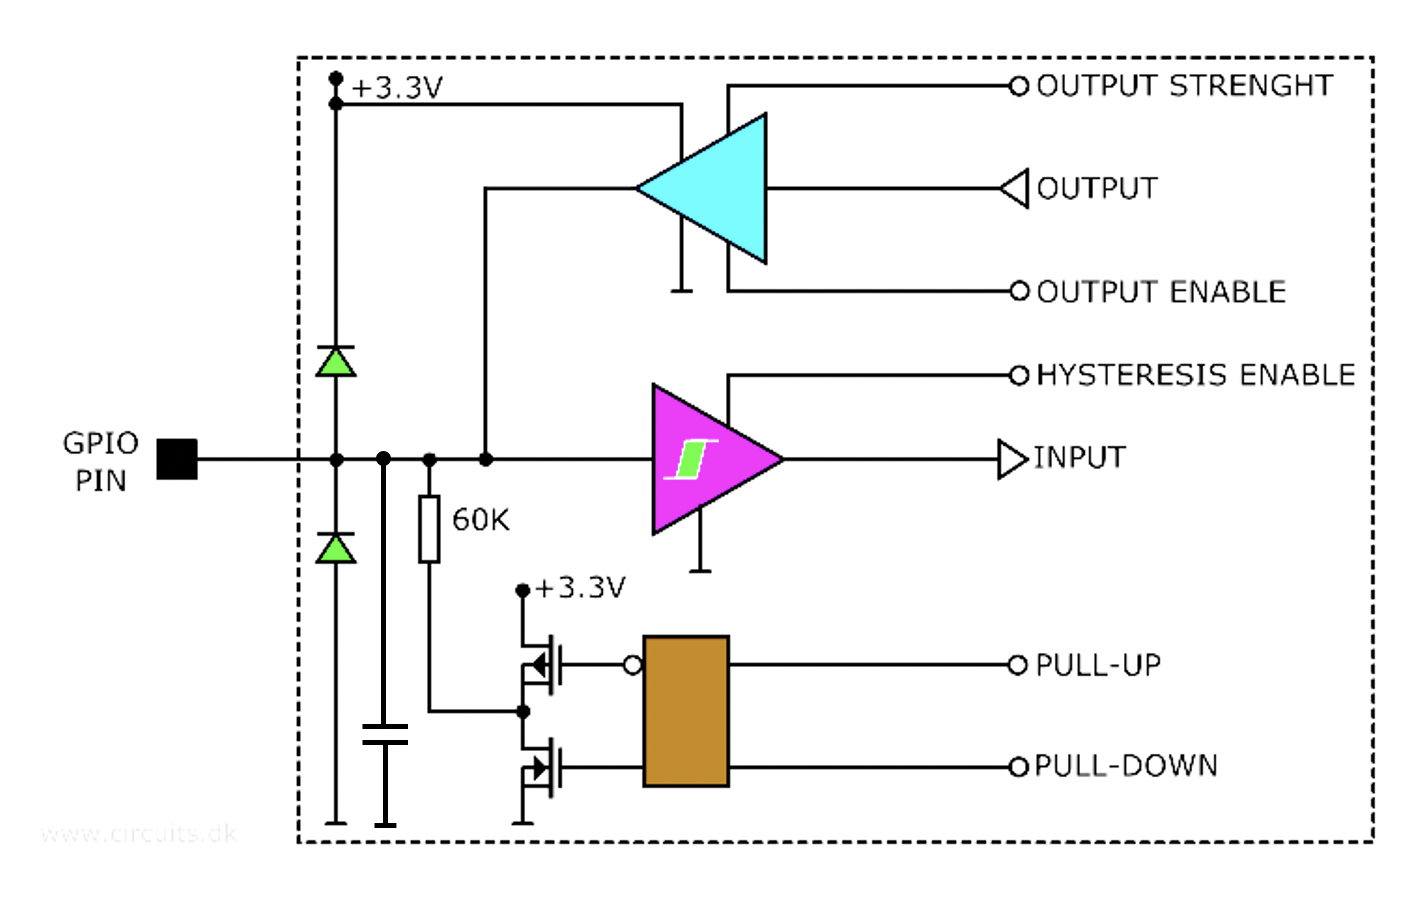 +3.3V
OUTPUT STRENGHT
OUTPUT
OUTPUT ENABLE
HYSTERESIS ENABLE
GPIO
PIN
INPUT
60K
+3.3V
PULL-UP
PULL-DOWN
www.circuits.dk